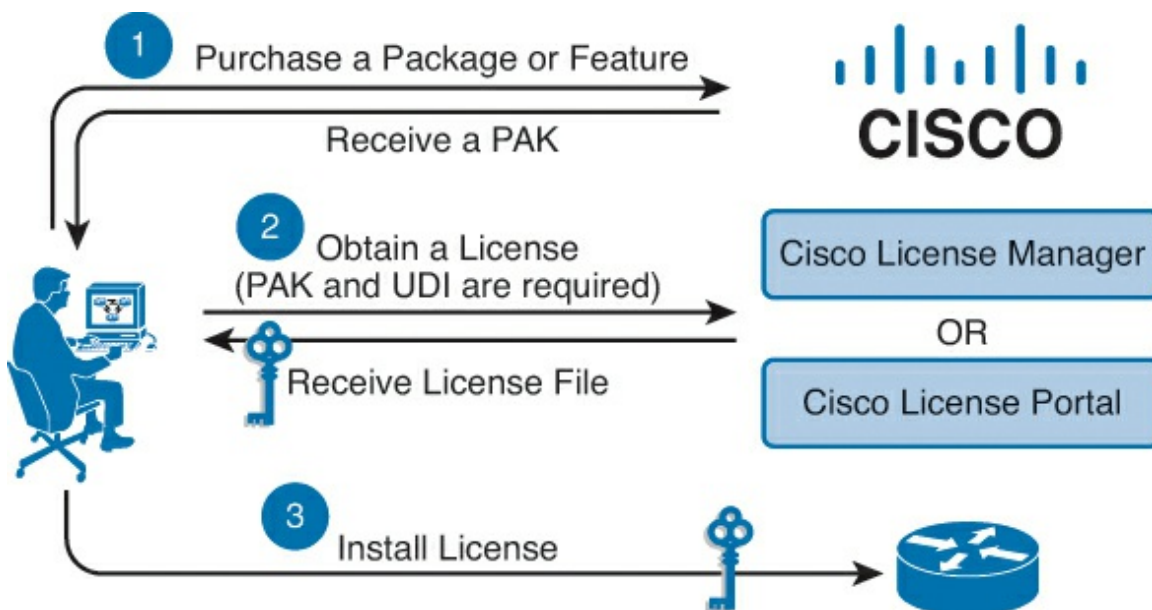 1
Purchase a Package or Feature
Receive a PAK
CISCO
2
Obtain a License
(PAK and UDI are required)
Receive License File
Cisco License Manager
OR
Cisco License Portal
3
Install License